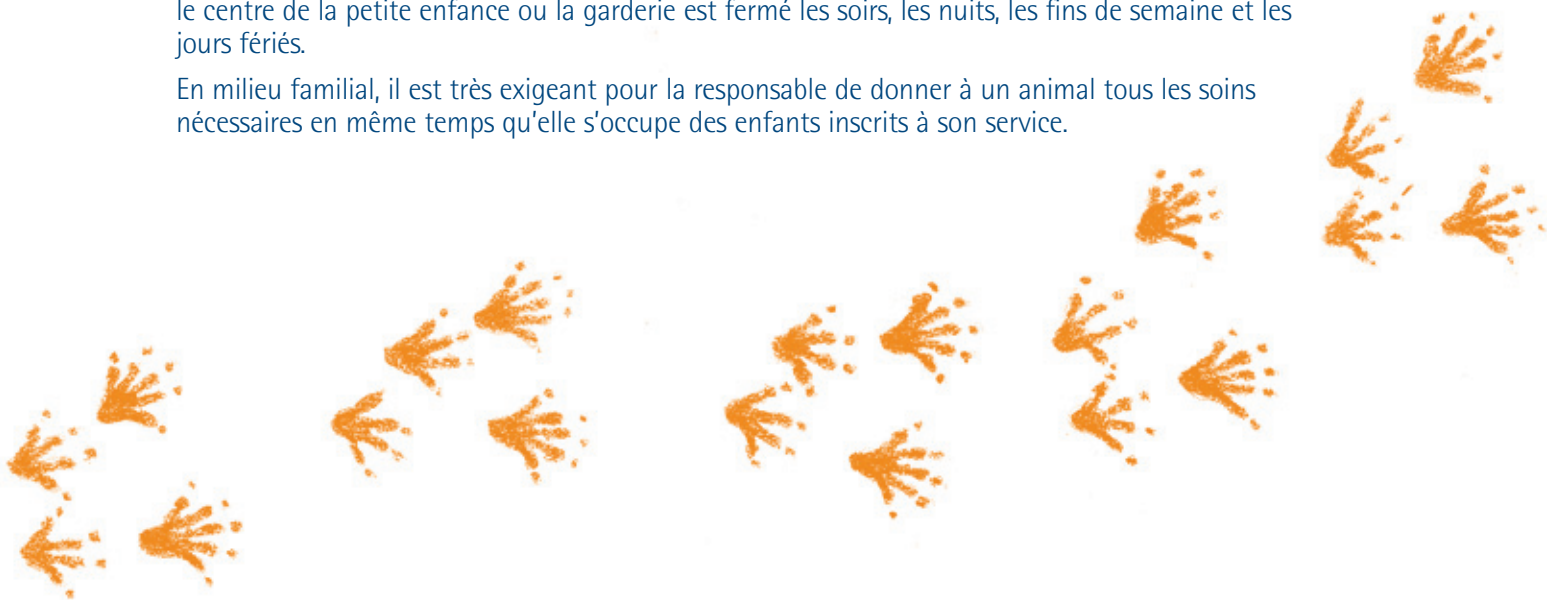 le centre de la petite enfance ou la garderie est fermé les soirs, les nuits, les fins de semaine et les
jours fériés.
En milieu familial, il est très exigeant pour la responsable de donner à un animal tous les soins
nécessaires en même temps qu'elle s'occupe des enfants inscrits à son service.